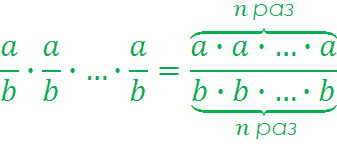 n раз
a/b · a/b · ... · a/b = (a · a · ... · a)/(b · b · ... · b)
n раз